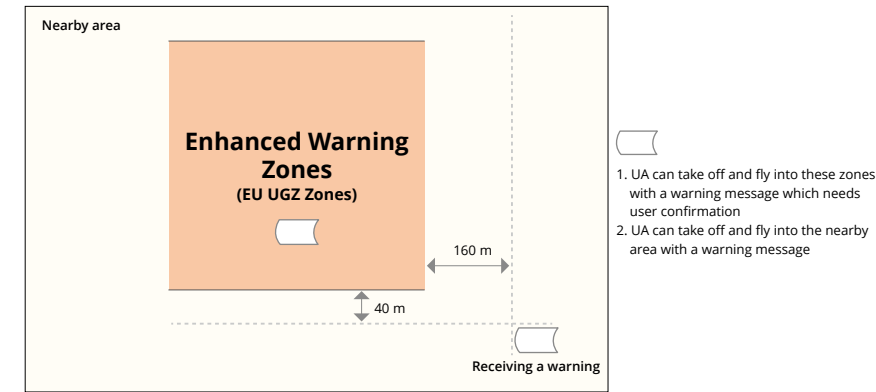 Nearby area
Enhanced Warning
Zones
(EU UGZ Zones)
160 m
40 m
Receiving a warning
1. UA can take off and fly into these zones
with a warning message which needs
user confirmation
2. UA can take off and fly into the nearby
area with a warning message